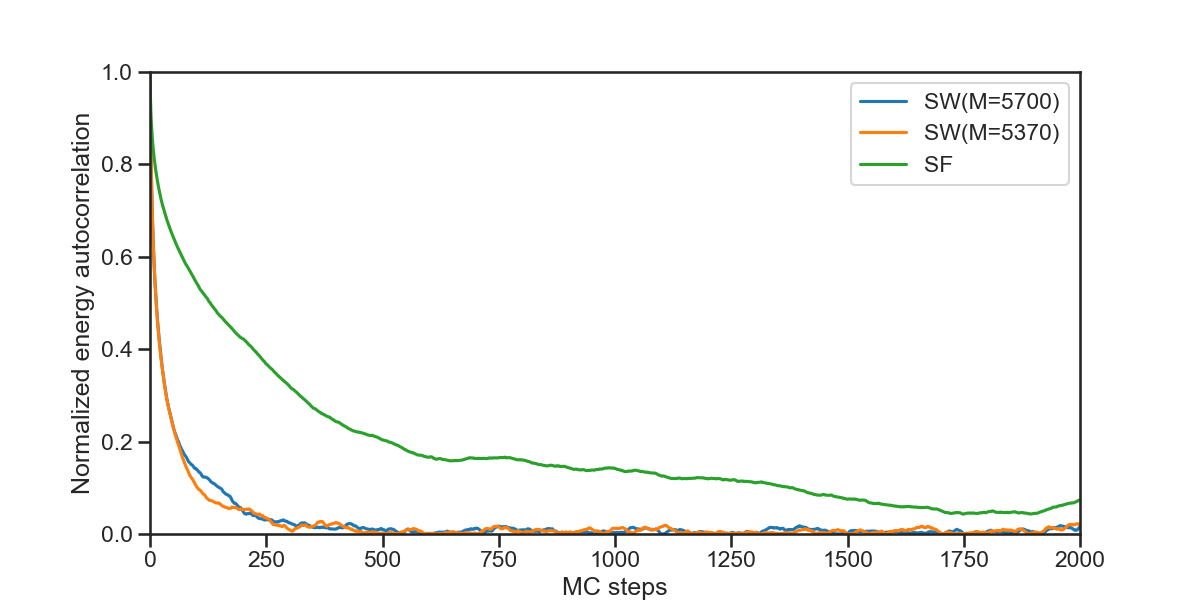 SW(M=5700)
SW(M=5370)
SF
Normalized energy autocorrelation
1.0
0.8
0.6
0.4
0.2
0.0
0 250 500 750 1000 1250 1500 1750 2000
MC steps